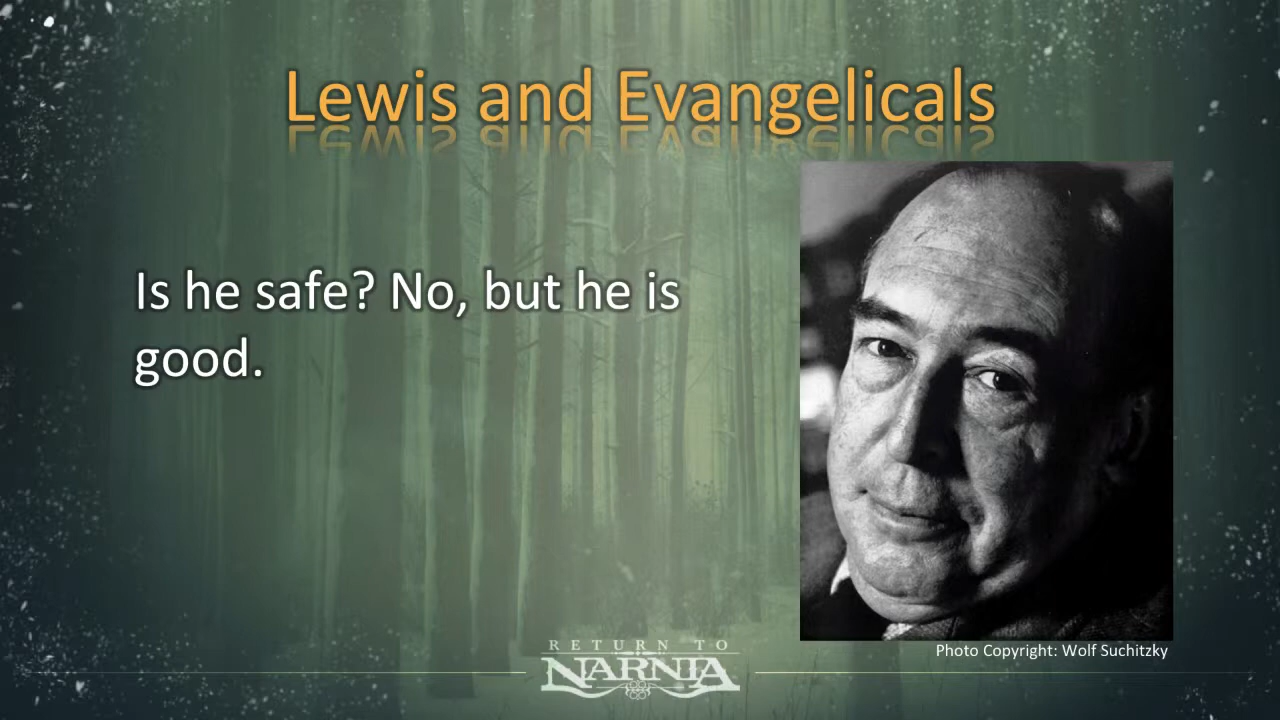 Lewis and Evangelicals
Is he safe? No, but he is
good.
Photo Copyright: Wolf Suchitzky
RETURN TO
NARNIA